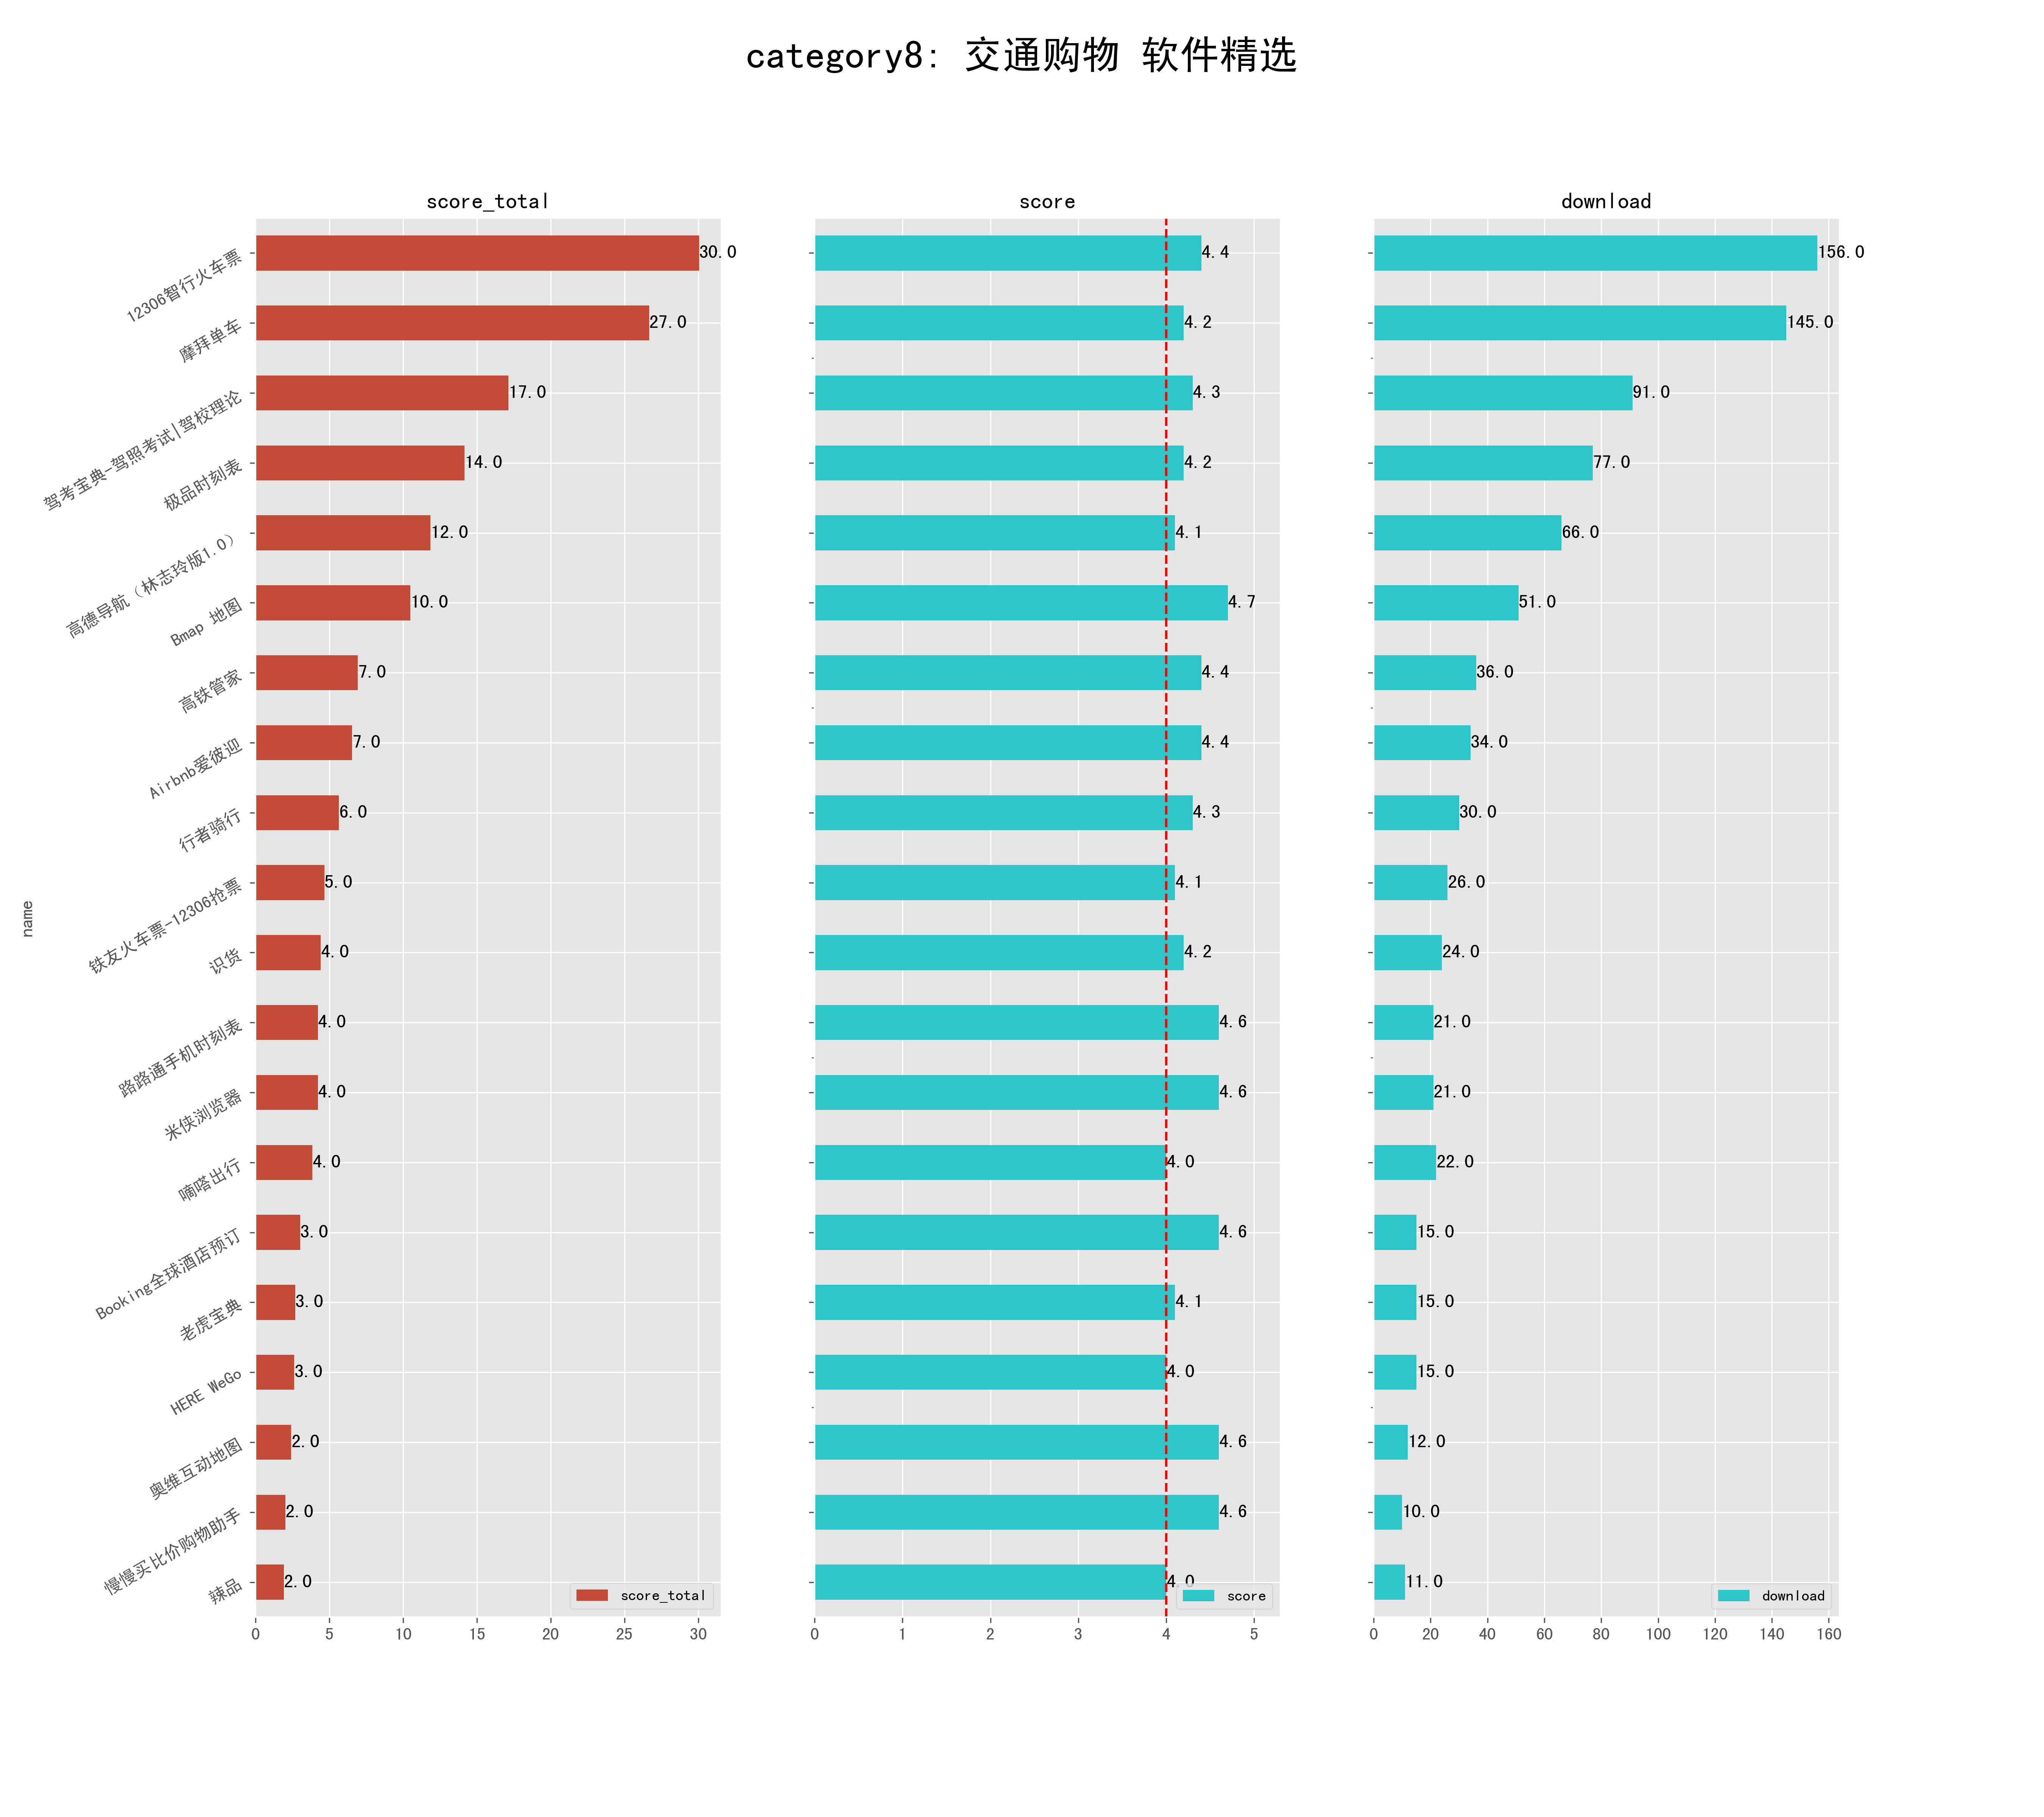 category8: 交通购物 软件精选
score_total
score
download
name
12306智行火车票
30.0
4.4
156.0
摩拜单车
27.0
4.2
145.0
驾考宝典-驾照考试|驾校理论
17.0
4.3
91.0
极品时刻表
14.0
4.2
77.0
高德导航（林志玲版1.0）
12.0
4.1
66.0
Bmap 地图
10.0
4.7
51.0
高铁管家
7.0
4.4
36.0
Airbnb爱彼迎
7.0
4.4
34.0
行者骑行
6.0
4.3
30.0
铁友火车票-12306抢票
5.0
4.1
26.0
识货
4.0
4.2
24.0
路路通手机时刻表
4.0
4.6
21.0
米侠浏览器
4.0
4.6
21.0
嘀嗒出行
4.0
4.0
22.0
Booking全球酒店预订
3.0
4.6
15.0
老虎宝典
3.0
4.1
15.0
HERE WeGo
3.0
4.0
15.0
奥维互动地图
2.0
4.6
12.0
慢慢买比价购物助手
2.0
4.6
10.0
辣品
2.0
4.0
11.0
score_total
score
download
0 5 10 15 20 25 30
0 1 2 3 4 5
0 20 40 60 80 100 120 140 160